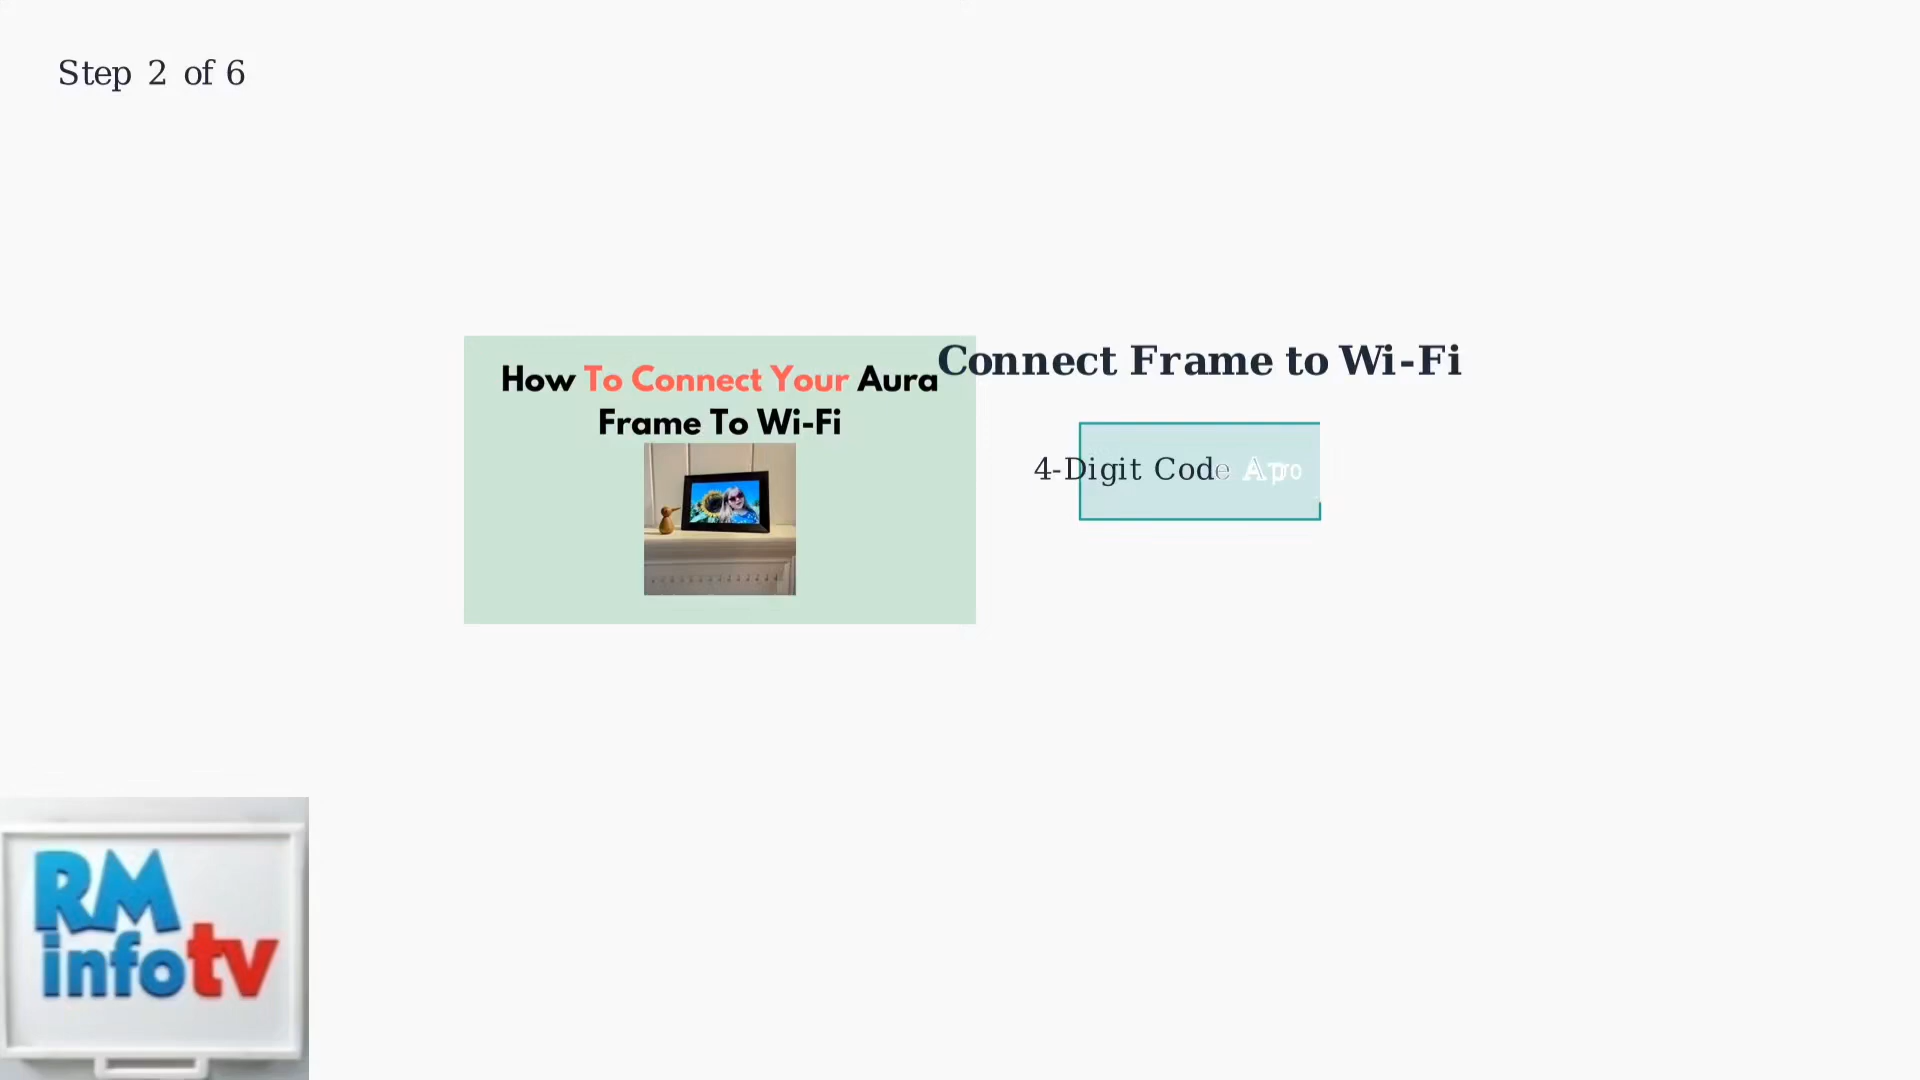 Step 2 of 6
How To Connect Your Aura
Frame To Wi-Fi
Connect Frame to Wi-Fi
4-Digit Code
RM
infotv